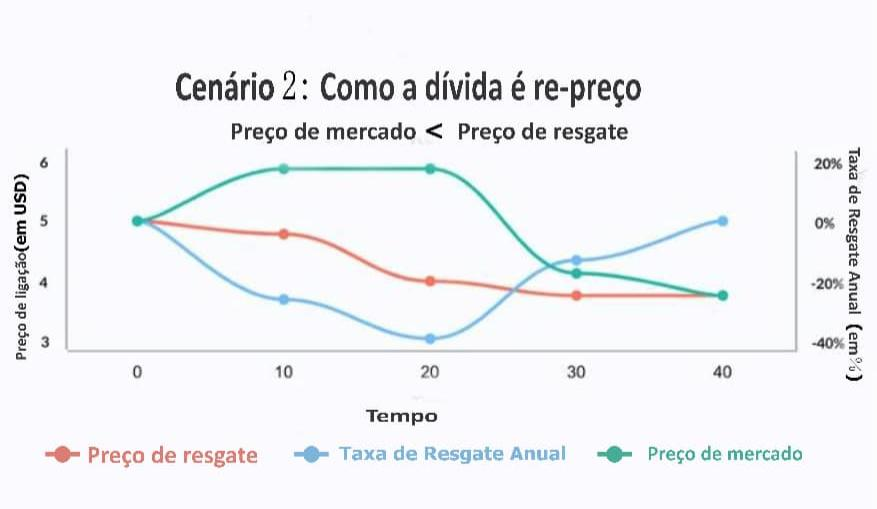 Cenário 2: Como a dívida é re-preço
Preço de mercado < Preço de resgate
Preço de ligação(em USD)
6
5
4
3
20%
0%
-20%
-40%
Taxa de Resgate Anual (em%)
0 10 20 30 40
Tempo
Preço de resgate Taxa de Resgate Anual Preço de mercado